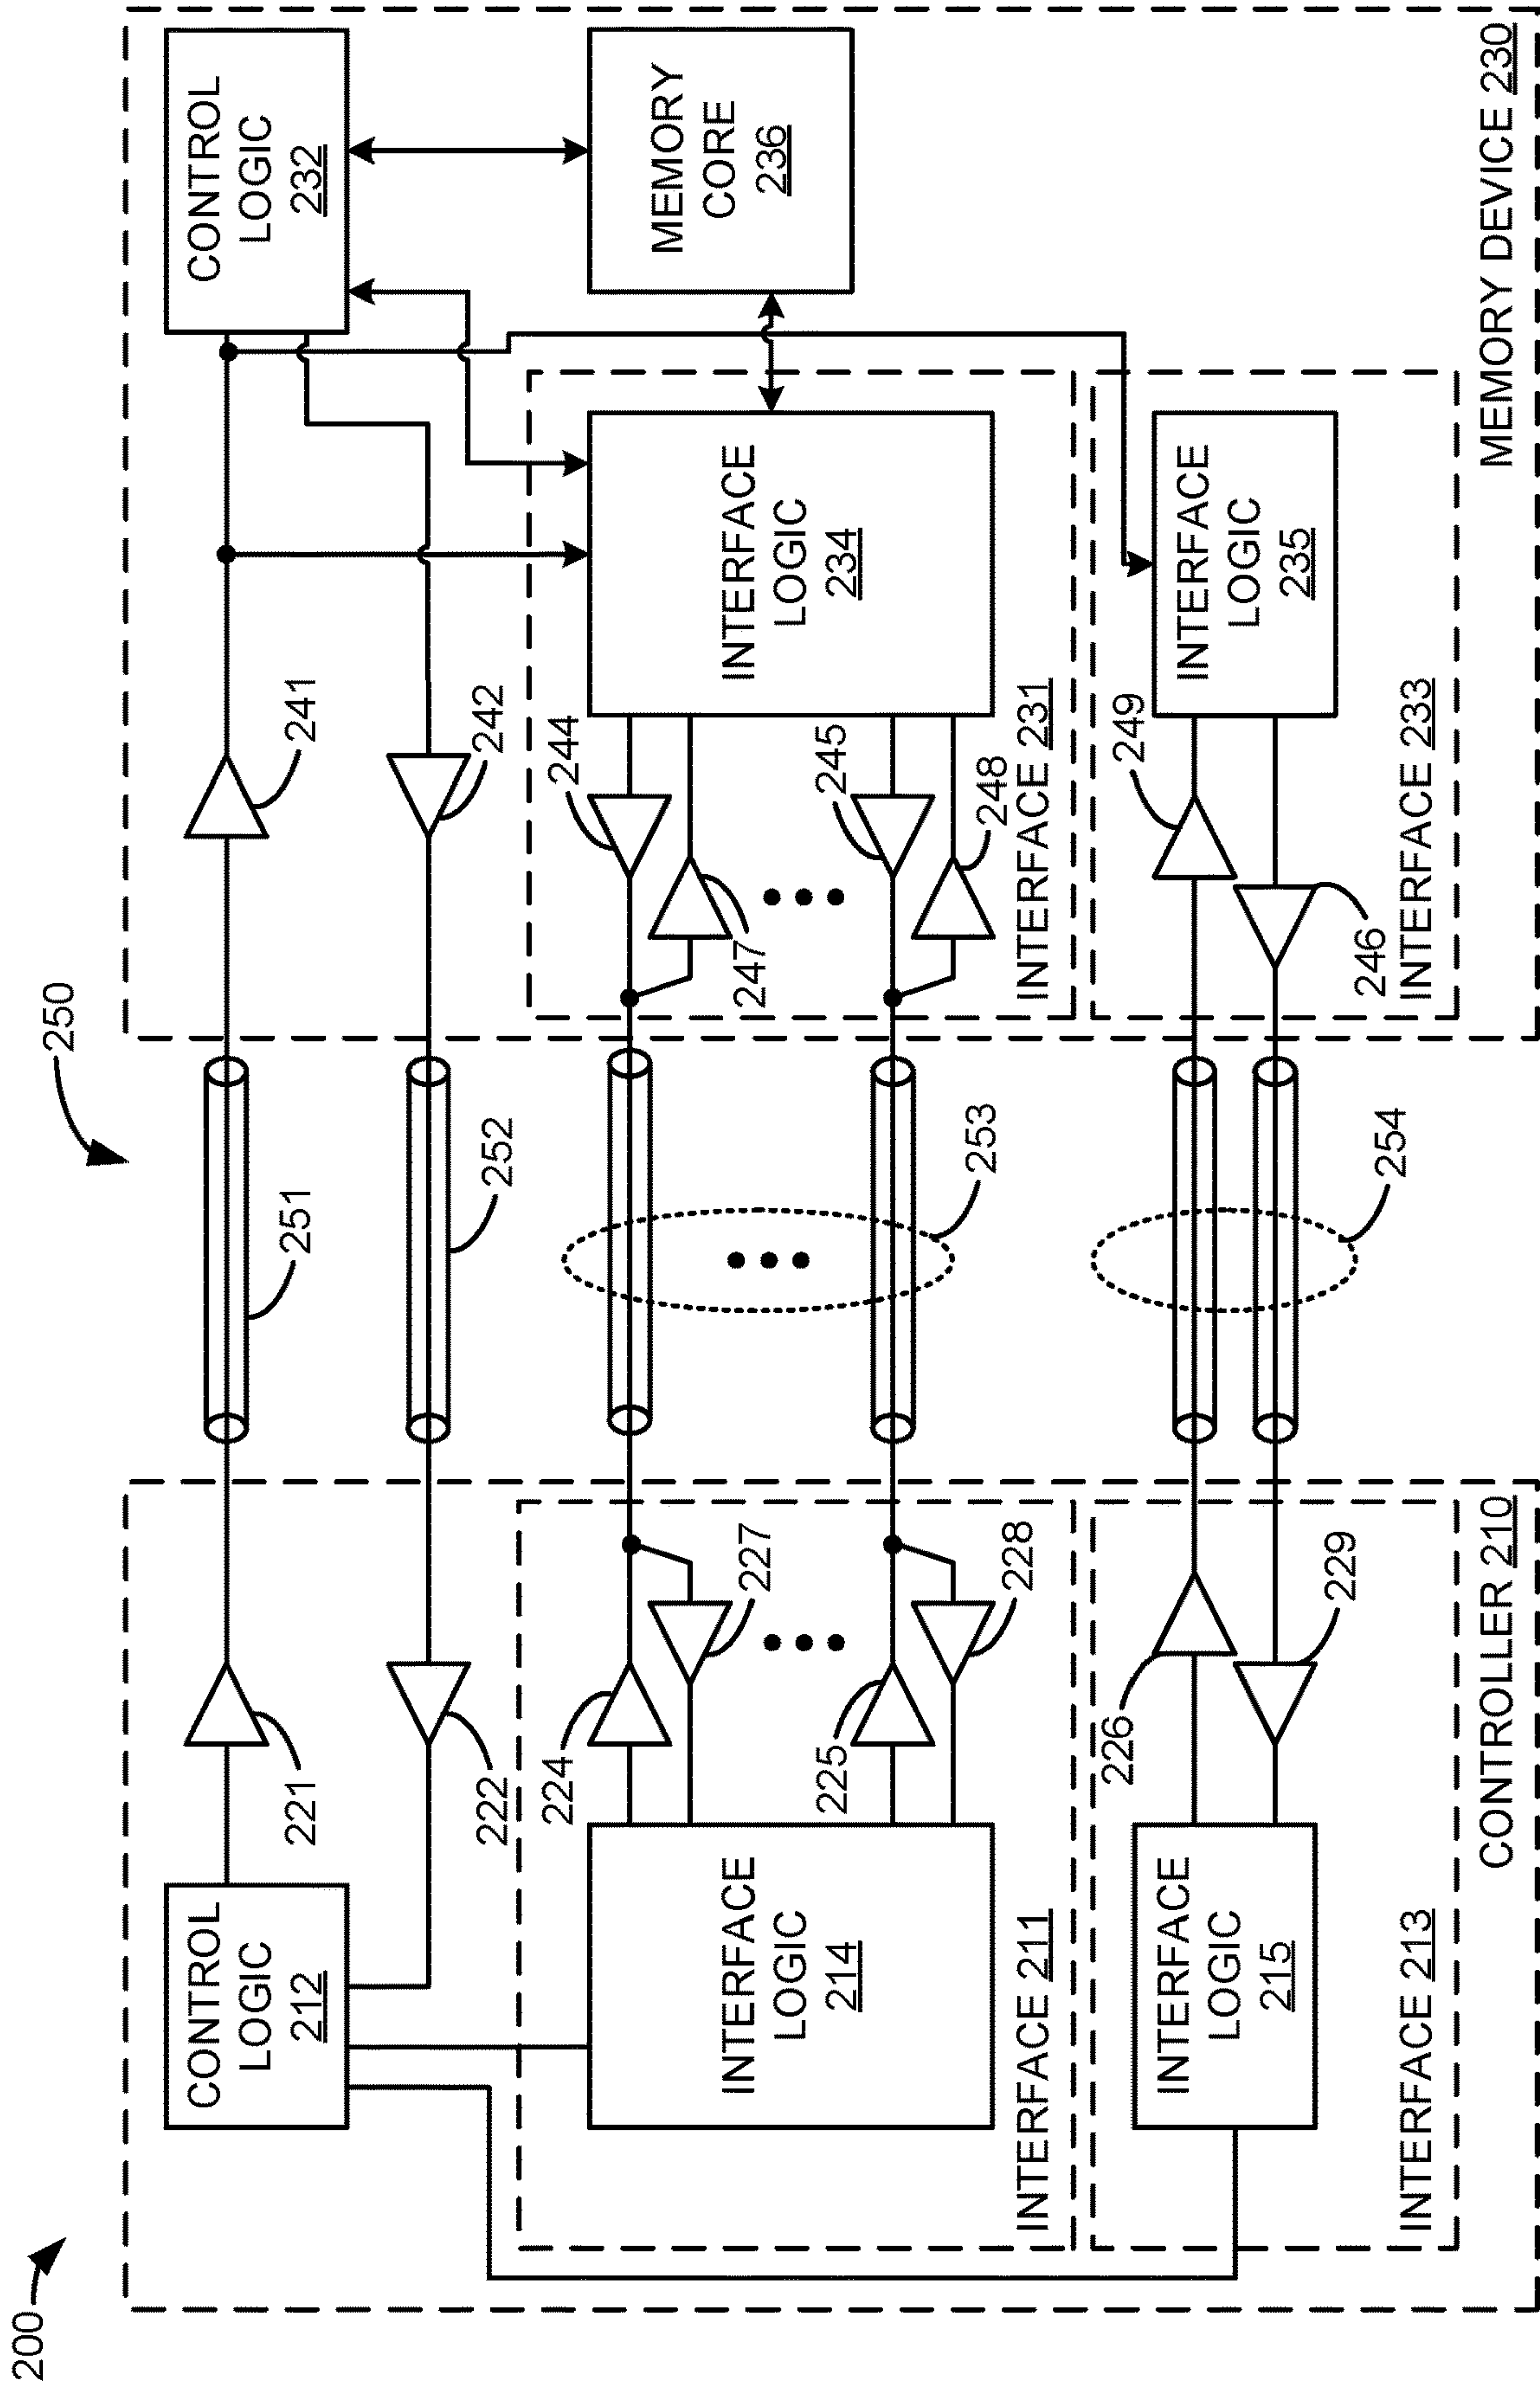 200
250
CONTROL
LOGIC
212
221
222
INTERFACE
LOGIC
214
224
227
225
228
INTERFACE 211
INTERFACE
LOGIC
215
226
229
INTERFACE 213
CONTROLLER 210
251
252
253
254
241
242
CONTROL
LOGIC
232
MEMORY
CORE
236
244
247
245
248
INTERFACE
LOGIC
234
INTERFACE 231
249
246
INTERFACE
LOGIC
235
INTERFACE 233
MEMORY DEVICE 230